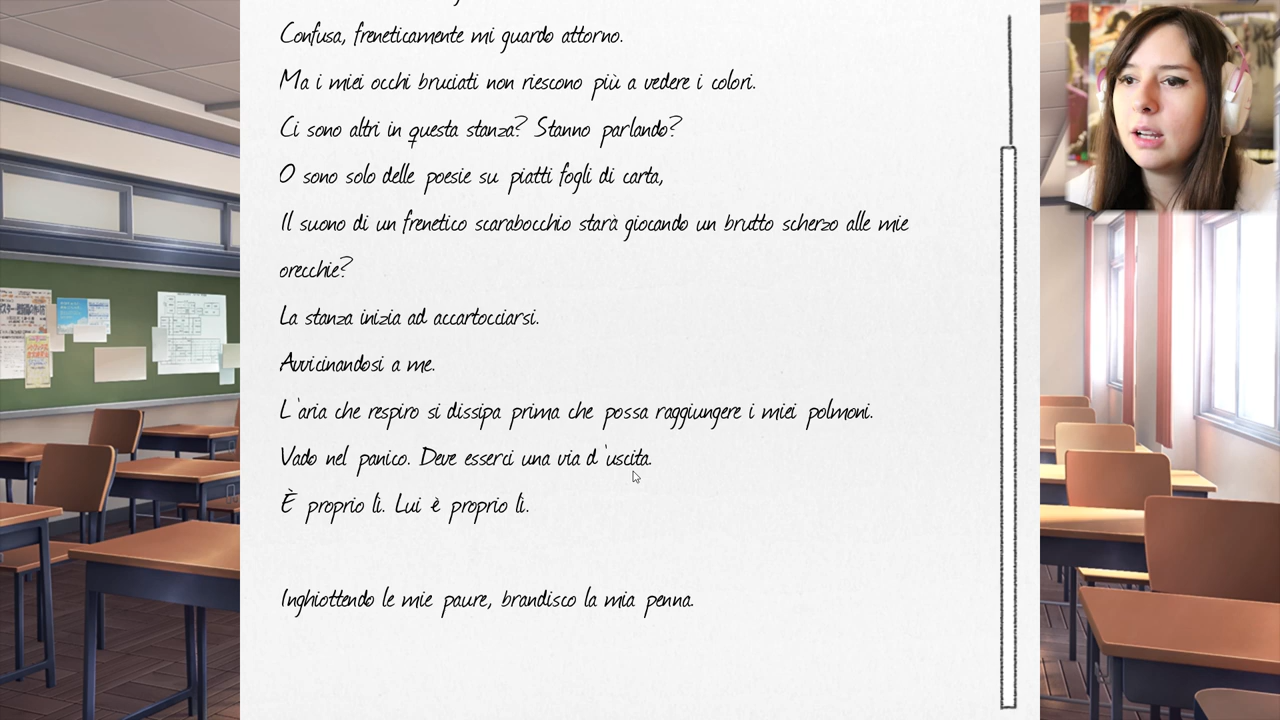 Confusa, freneticamente mi guardo attorno.
Ma i miei occhi bruciati non riescono più a vedere i colori.
Ci sono altri in questa stanza? Stanno parlando?
O sono solo delle poesie su piatti fogli di carta,
Il suono di un frenetico scarabocchio starà giocando un brutto scherzo alle mie
orecchie?
La stanza inizia ad accartocciarsi.
Avvicinandosi a me.
L'aria che respiro si dissipa prima che possa raggiungere i miei polmoni.
Vado nel panico. Deve esserci una via d'uscita.
È proprio lì. Lui è proprio lì.
Inghiottendo le mie paure, brandisco la mia penna.